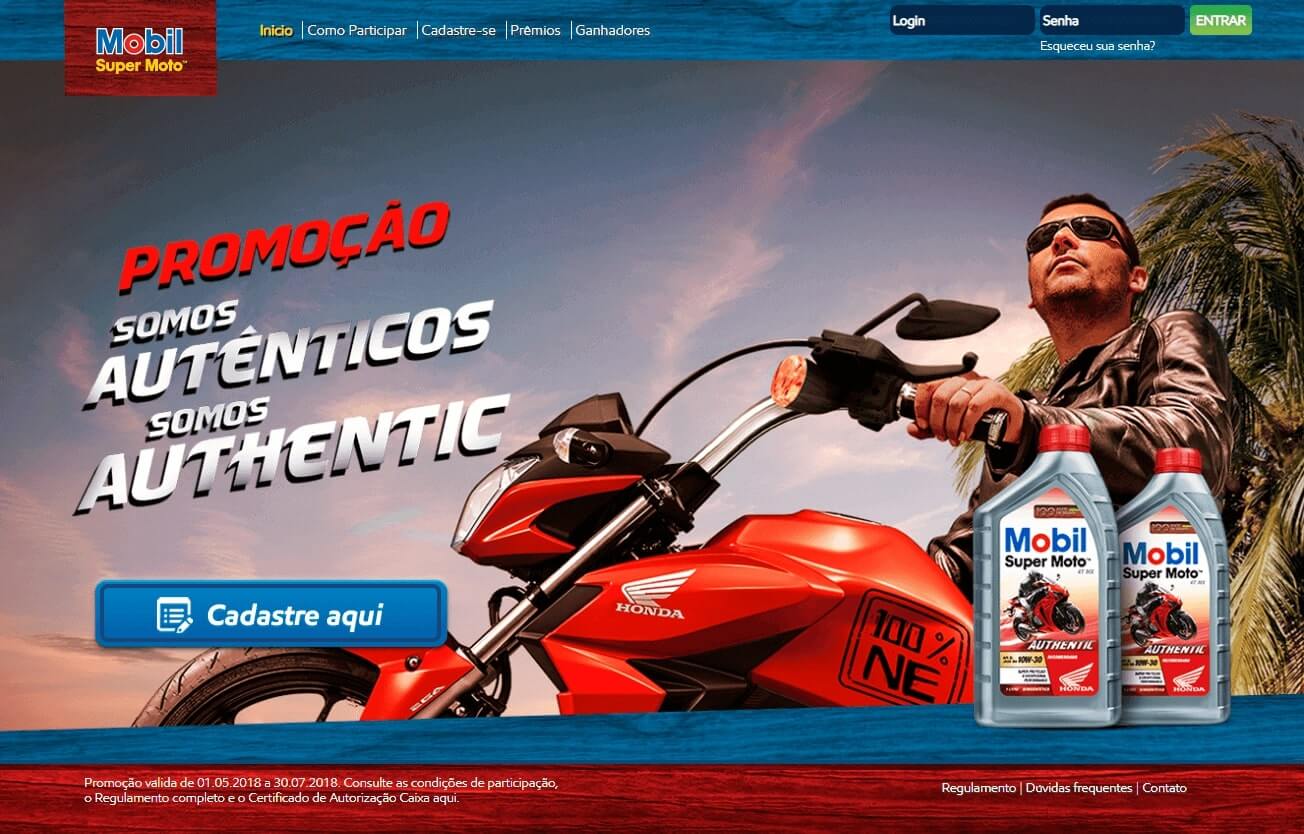 Mobil
Super Moto™
Inicio | Como Participar | Cadastre-se | Prêmios | Ganhadores
Login
Senha
ENTRAR
Esqueceu sua senha?
PROMOÇÃO
SOMOS
AUTÊNTICOS
SOMOS
AUTHENTIC
Cadastre aqui
HONDA
100%
NE
100
Mobil
Super Moto™
AUTHENTIC
10W-30
HONDA
100
Mobil
Super Moto™
AUTHENTIC
10W-30
HONDA
Promoção valida de 01.05.2018 a 30.07.2018. Consulte as condições de participação,
o Regulamento completo e o Certificado de Autorização Caixa aqui.
Regulamento | Dúvidas frequentes | Contato